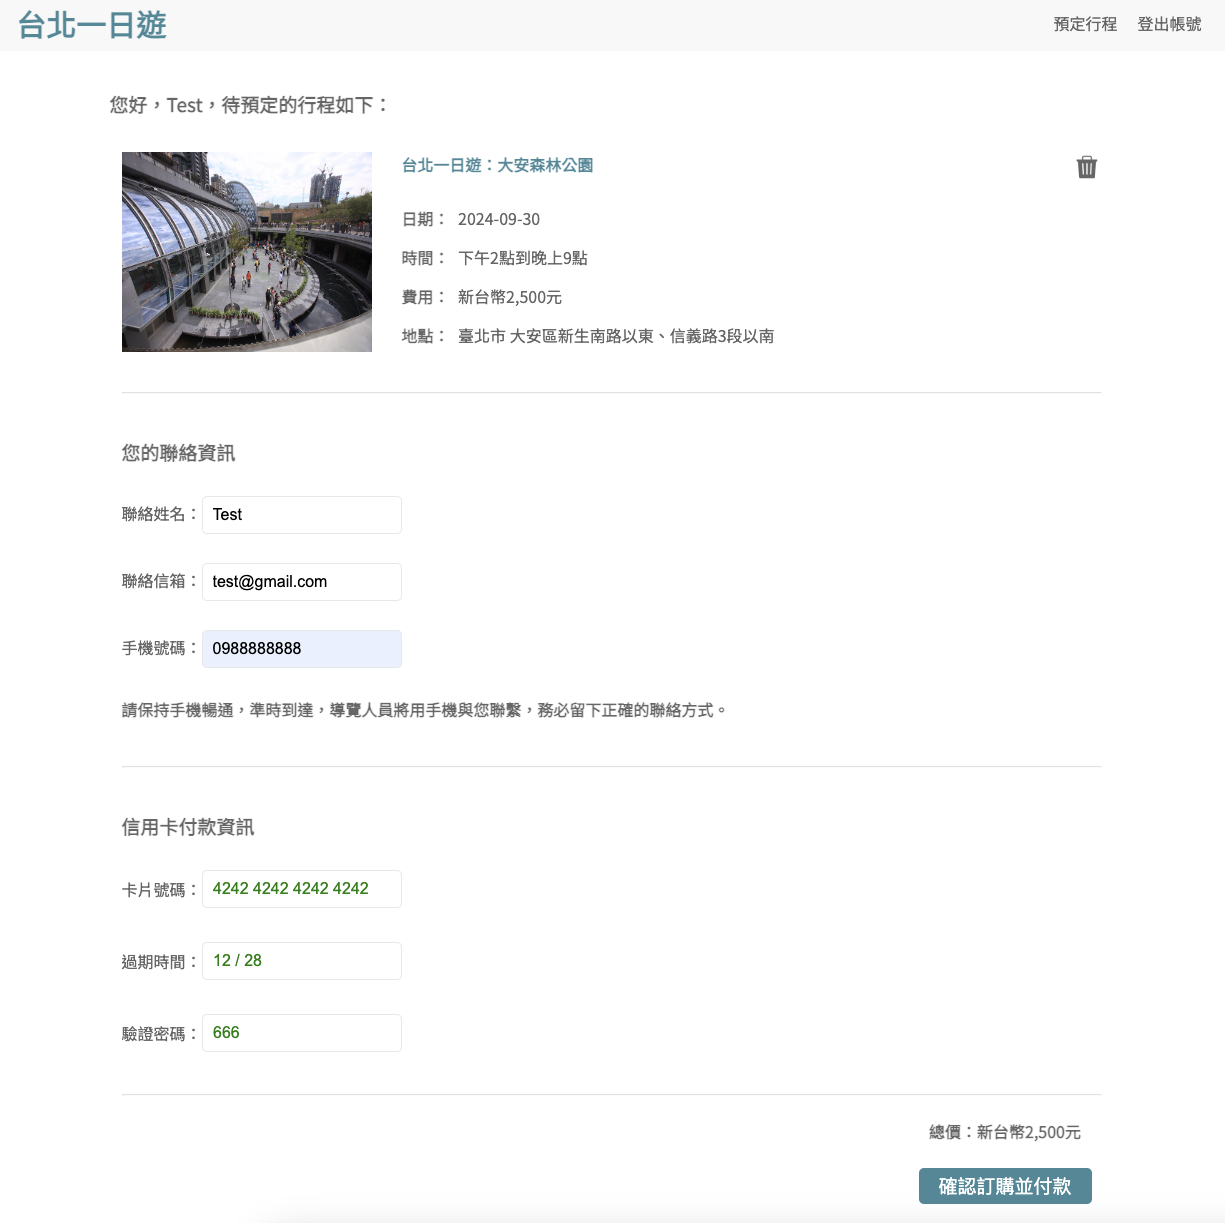 台北一日遊
預定行程 登出帳號
您好，Test，待預定的行程如下：
台北一日遊：大安森林公園
日期： 2024-09-30
時間： 下午2點到晚上9點
費用： 新台幣2,500元
地點： 臺北市 大安區新生南路以東、信義路3段以南
您的聯絡資訊
聯絡姓名： Test
聯絡信箱： test@gmail.com
手機號碼： 0988888888
請保持手機暢通，準時到達，導覽人員將用手機與您聯繫，務必留下正確的聯絡方式。
信用卡付款資訊
卡片號碼： 4242 4242 4242 4242
過期時間： 12 / 28
驗證密碼： 666
總價：新台幣2,500元
確認訂購並付款